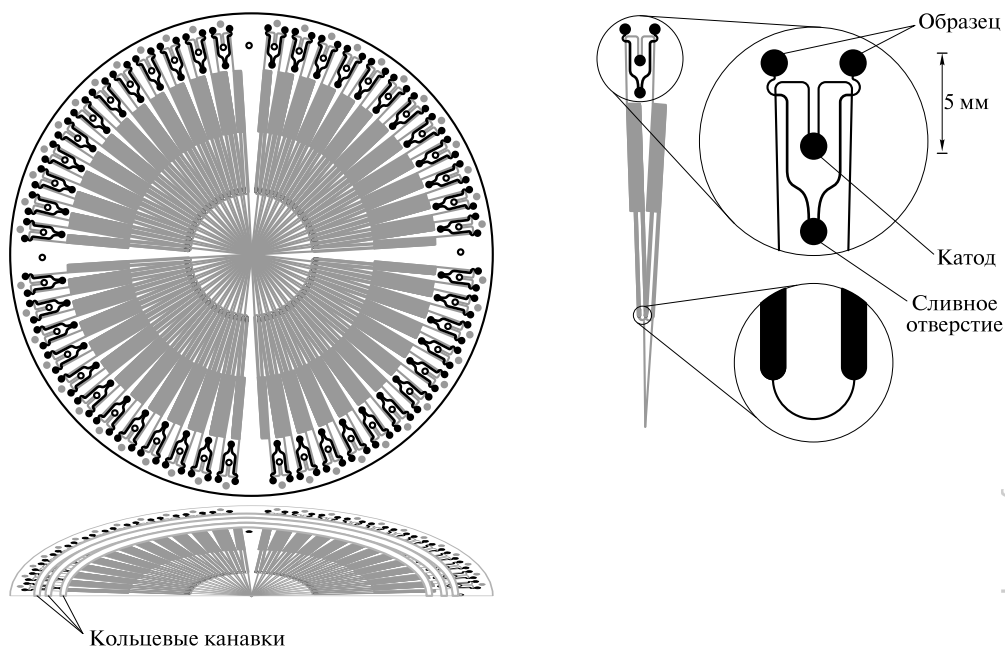 Образец
5 мм
Катод
Сливное
отверстие
Кольцевые канавки